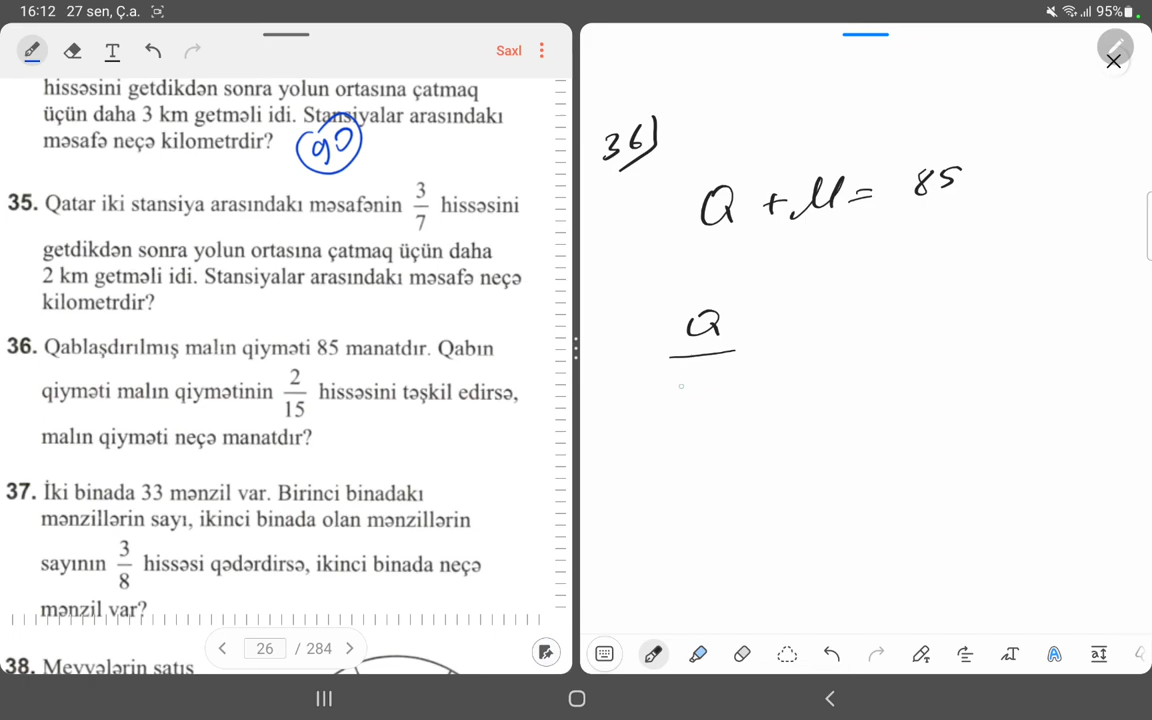 16:12 27 sen, Ç.a. 95%
Saxl
hissəsini getdikdən sonra yolun ortasına çatmaq
üçün daha 3 km getməli idi. Stansiyalar arasındakı
məsafə neçə kilometrdir? 90
35. Qatar iki stansiya arasındakı məsafənin 3/7 hissəsini
getdikdən sonra yolun ortasına çatmaq üçün daha
2 km getməli idi. Stansiyalar arasındakı məsafə neçə
kilometrdir?
36. Qablaşdırılmış malın qiyməti 85 manatdır. Qabın
qiyməti malın qiymətinin 2/15 hissəsini təşkil edirsə,
malın qiyməti neçə manatdır?
37. İki binada 33 mənzil var. Birinci binadakı
mənzillərin sayı, ikinci binada olan mənzillərin
sayının 3/8 hissəsi qədərdirsə, ikinci binada neçə
mənzil var?
26 / 284
38. Meyvələrin satış
36)
Q + M = 85
Q